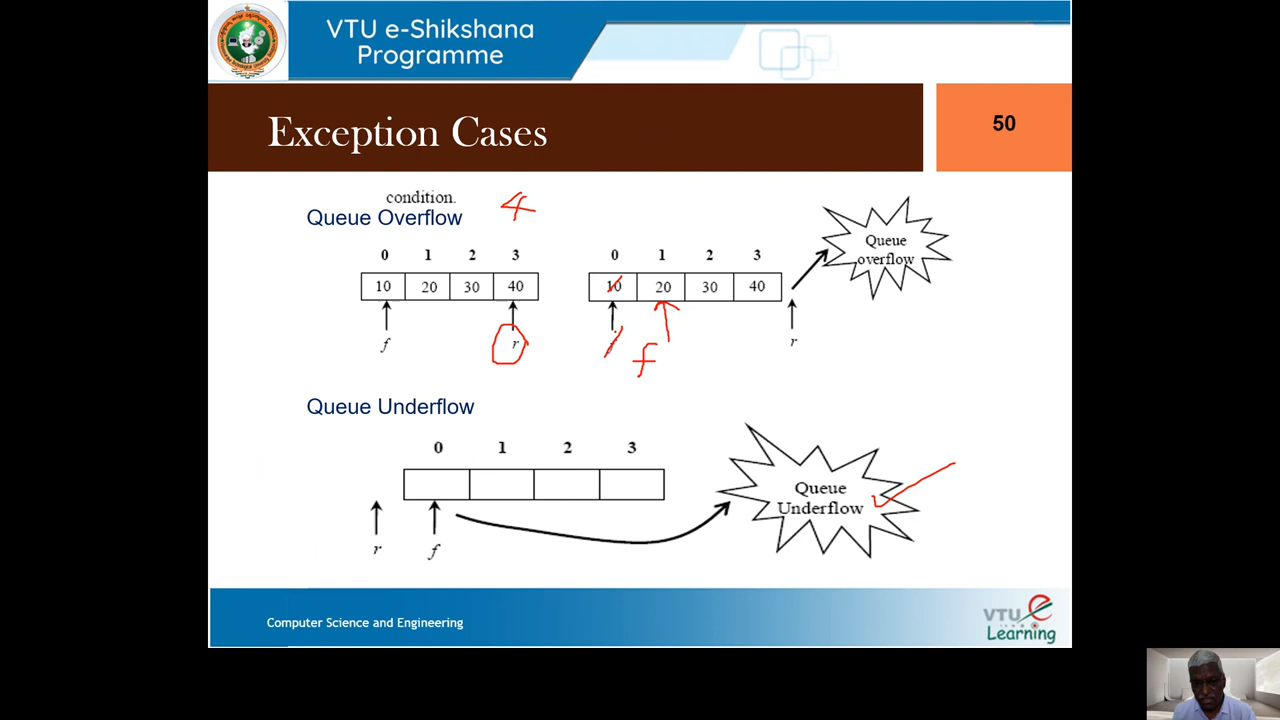 VTU e-Shikshana
Programme
Exception Cases
50
condition.
Queue Overflow
4
0 1 2 3
10 20 30 40
f r
0 1 2 3
10 20 30 40
f r
f
Queue
overflow
Queue Underflow
0 1 2 3
r f
Queue
Underflow
Computer Science and Engineering
VTU e
Learning